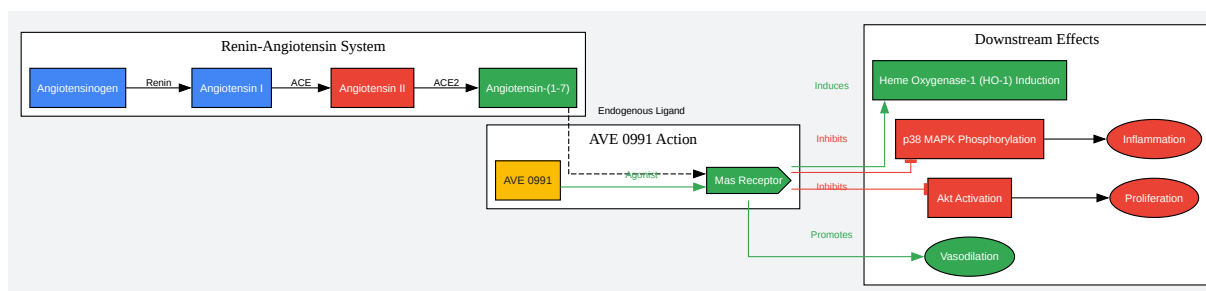 Renin-Angiotensin System
Angiotensinogen
Renin
Angiotensin I
ACE
Angiotensin II
ACE2
Angiotensin-(1-7)
Endogenous Ligand
AVE 0991 Action
AVE 0991
Agonist
Mas Receptor
Induces
Inhibits
Inhibits
Promotes
Downstream Effects
Heme Oxygenase-1 (HO-1) Induction
p38 MAPK Phosphorylation
Inflammation
Akt Activation
Proliferation
Vasodilation